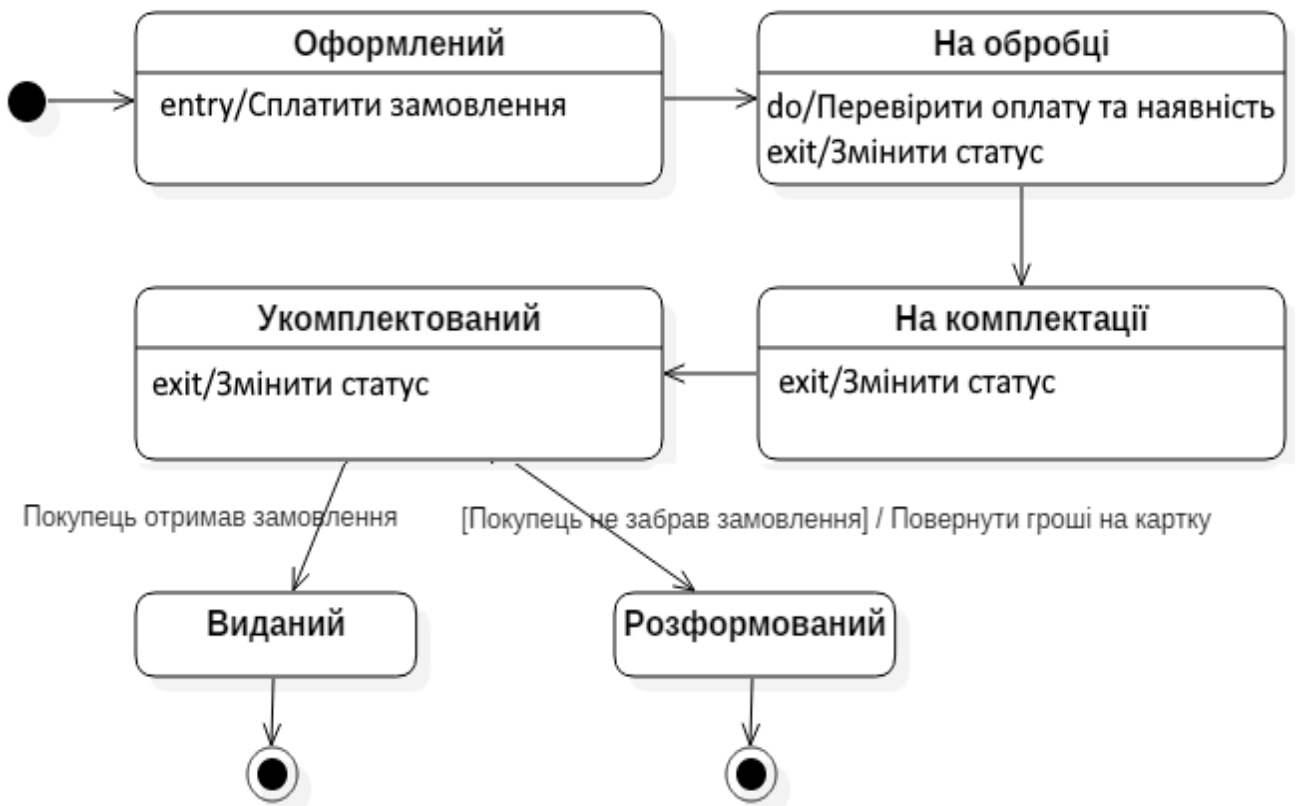 Оформлений
entry/Сплатити замовлення
На обробці
do/Перевірити оплату та наявність
exit/Змінити статус
Укомплектований
exit/Змінити статус
На комплектації
exit/Змінити статус
Покупець отримав замовлення
[Покупець не забрав замовлення] / Повернути гроші на картку
Виданий
Розформований